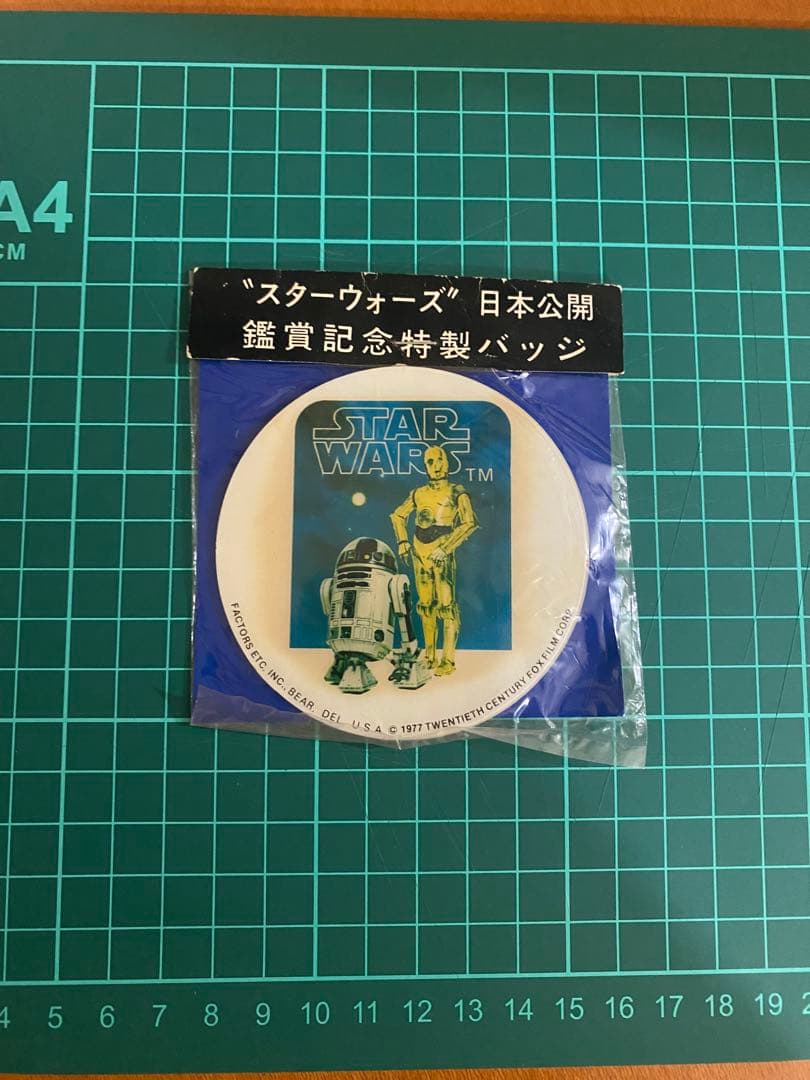 A4
CM
"スターウォーズ" 日本公開
鑑賞記念特製バッジ
STAR
WARS TM
FACTORS ETC. INC., BEAR, DEL. U.S.A. © 1977 TWENTIETH CENTURY FOX FILM CORP.
4 5 6 7 8 9 10 11 12 13 14 15 16 17 18 19